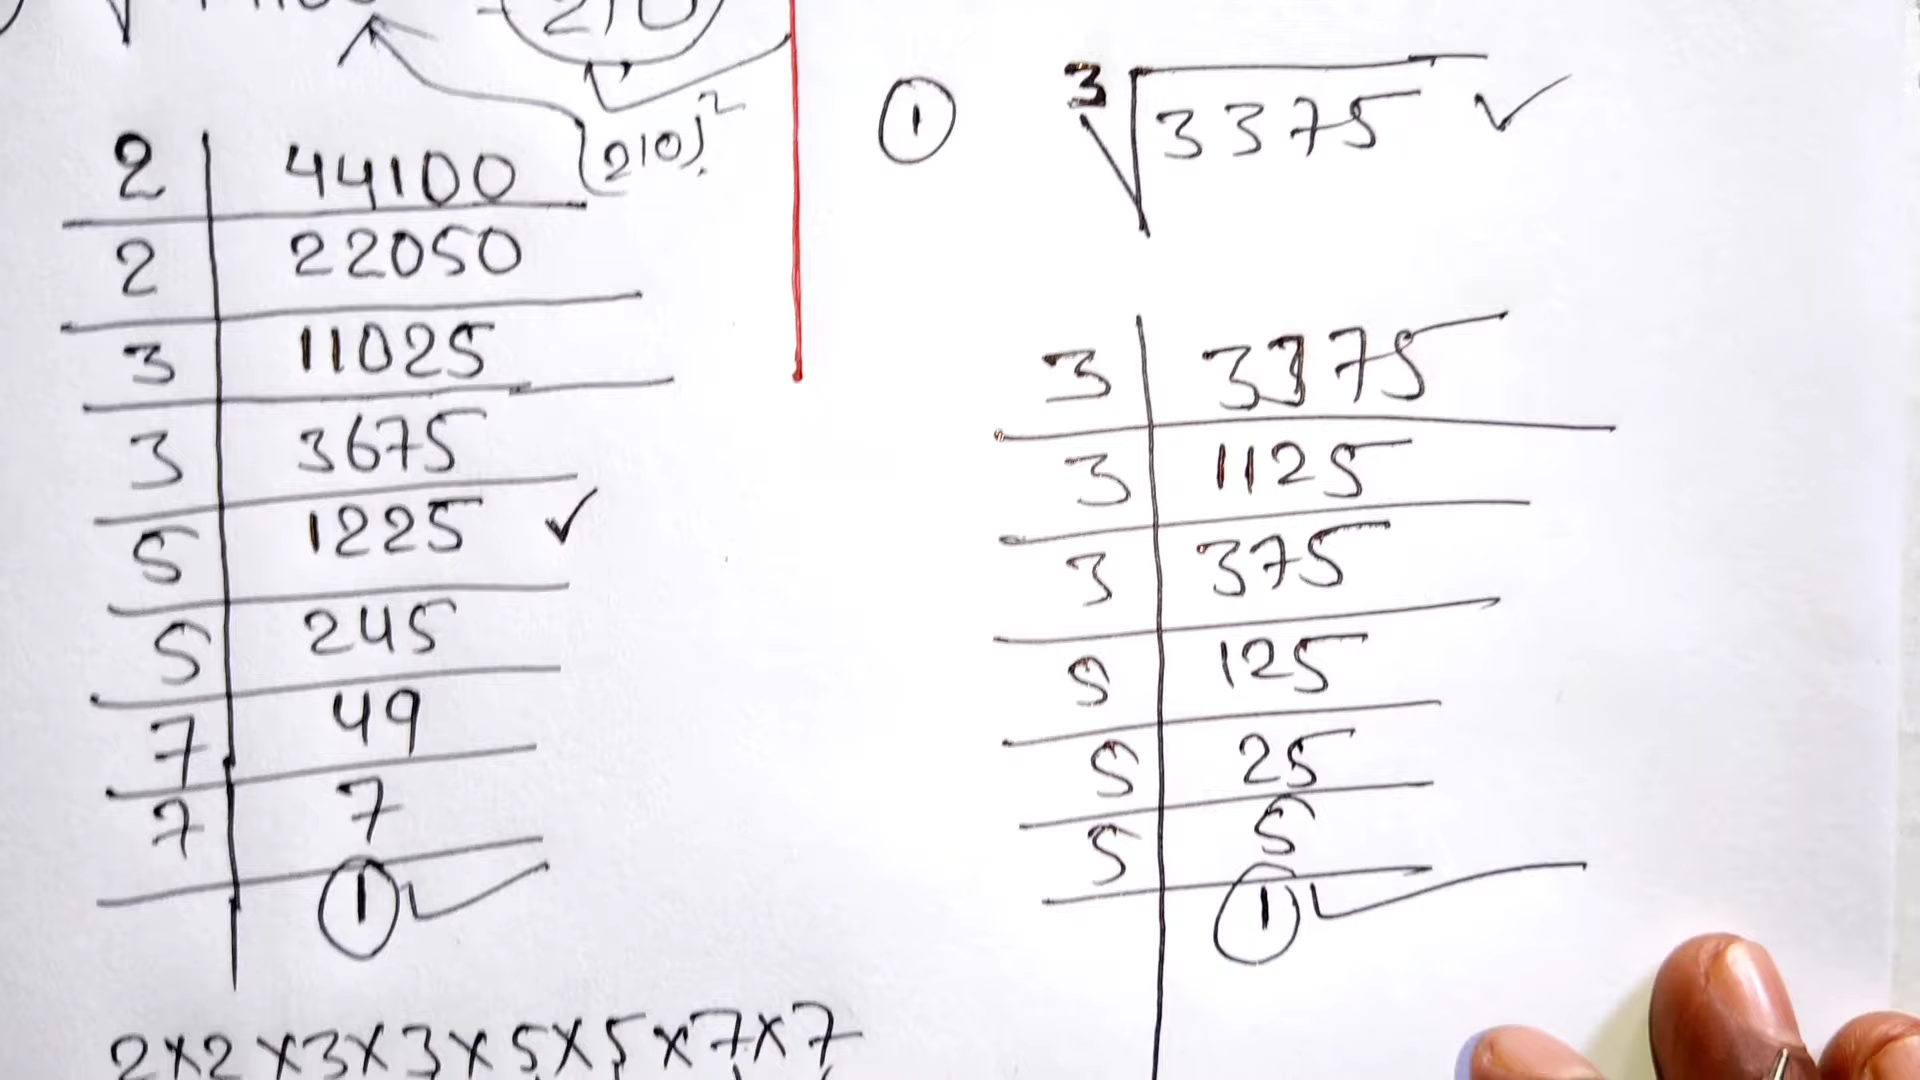 210
(210)²
2 | 44100
2 | 22050
3 | 11025
3 | 3675
5 | 1225 ✓
5 | 245
7 | 49
7 | 7
1
2×2×3×3×5×5×7×7
1 ∛3375 ✓
3 | 3375
3 | 1125
3 | 375
5 | 125
5 | 25
5 | 5
1